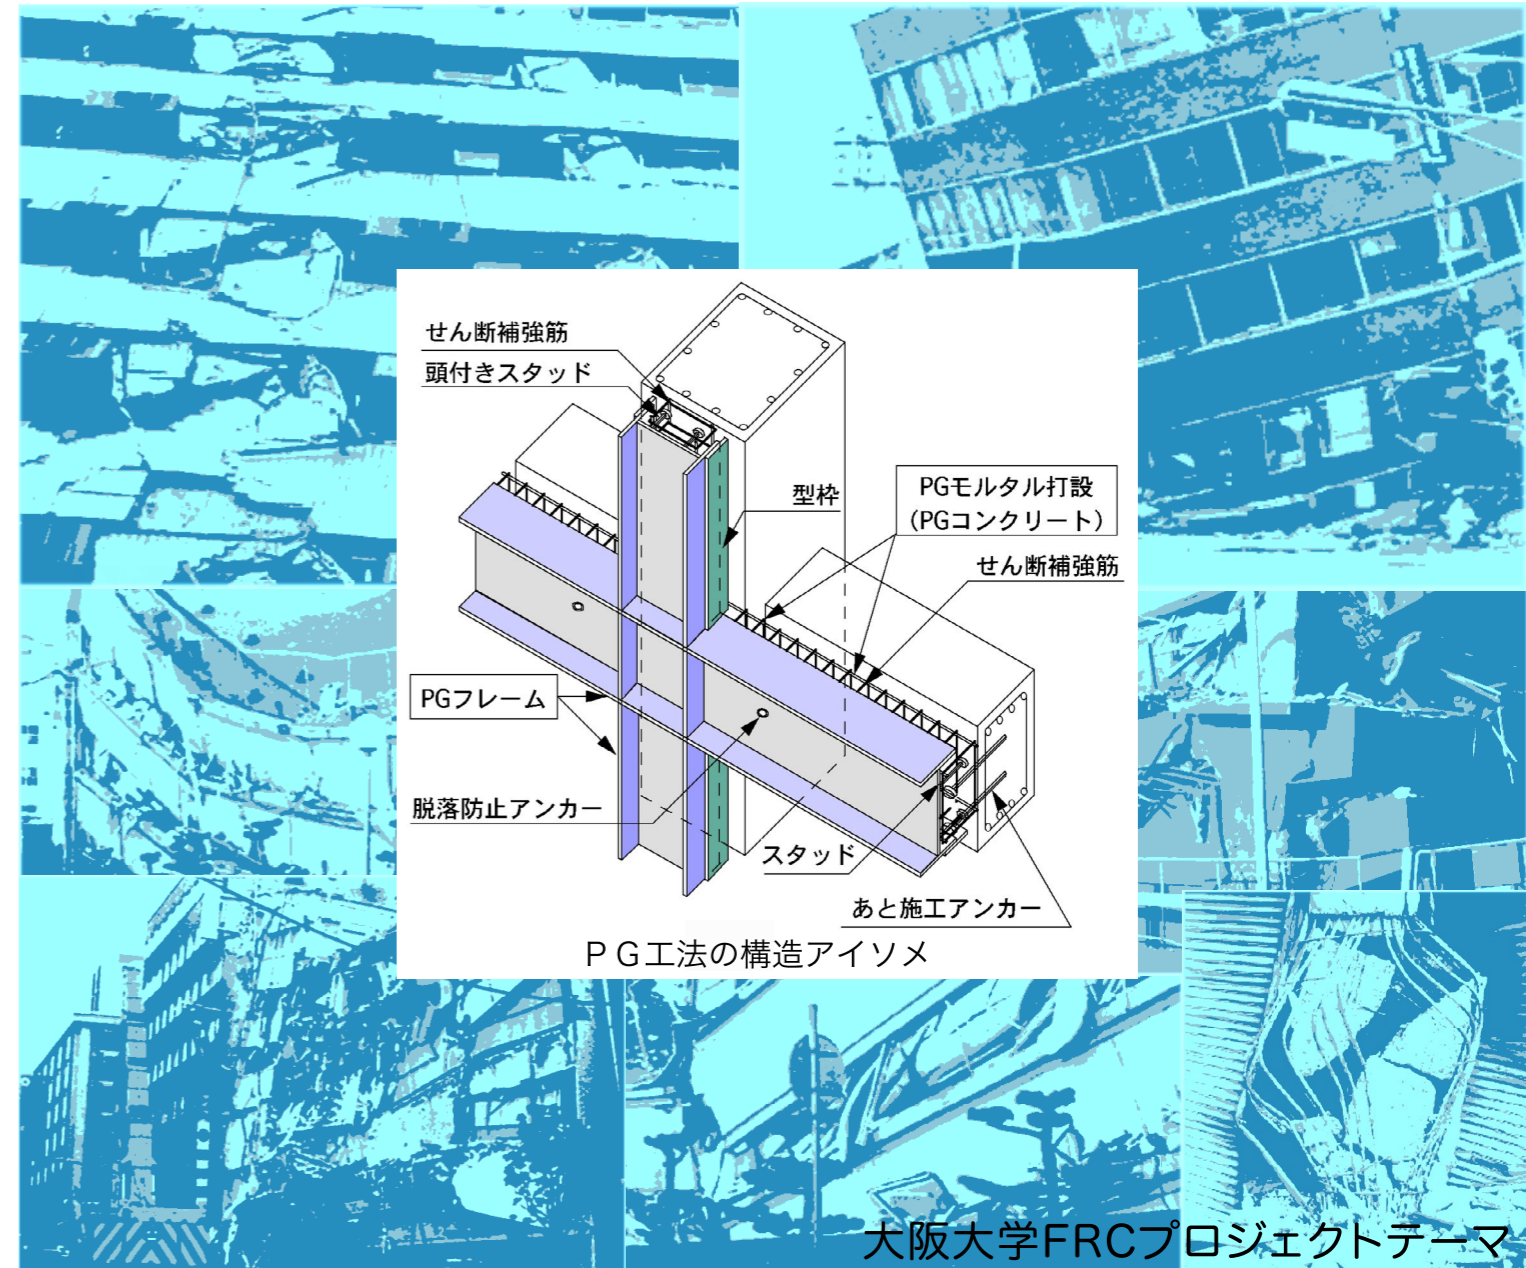 せん断補強筋
頭付きスタッド
型枠
PGモルタル打設
(PGコンクリート)
せん断補強筋
PGフレーム
脱落防止アンカー
スタッド
あと施工アンカー
PG工法の構造アイソメ
大阪大学FRCプロジェクトテーマ